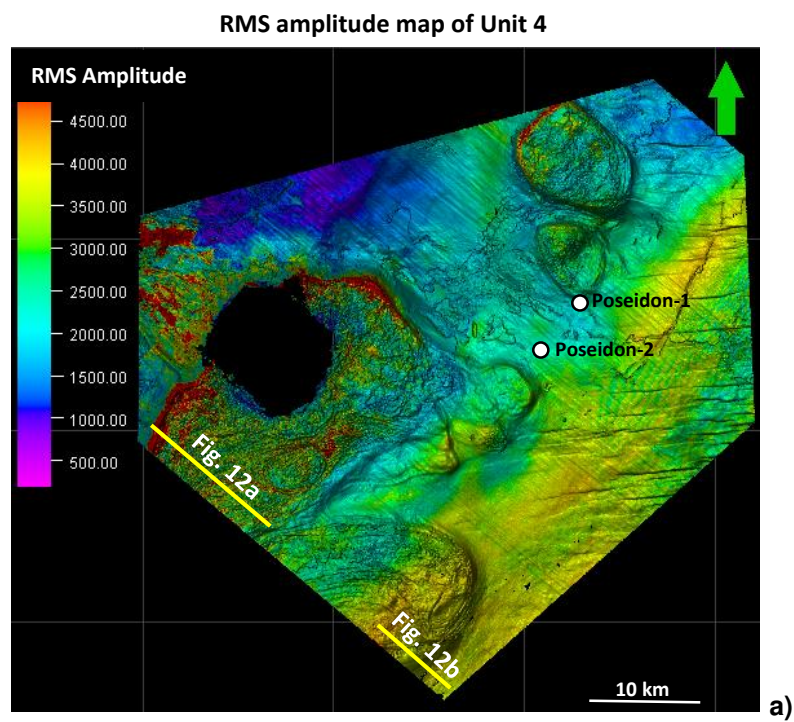 RMS amplitude map of Unit 4
RMS Amplitude
4500.00
4000.00
3500.00
3000.00
2500.00
2000.00
1500.00
1000.00
500.00
Poseidon-1
Poseidon-2
Fig. 12a
Fig. 12b
10 km
a)